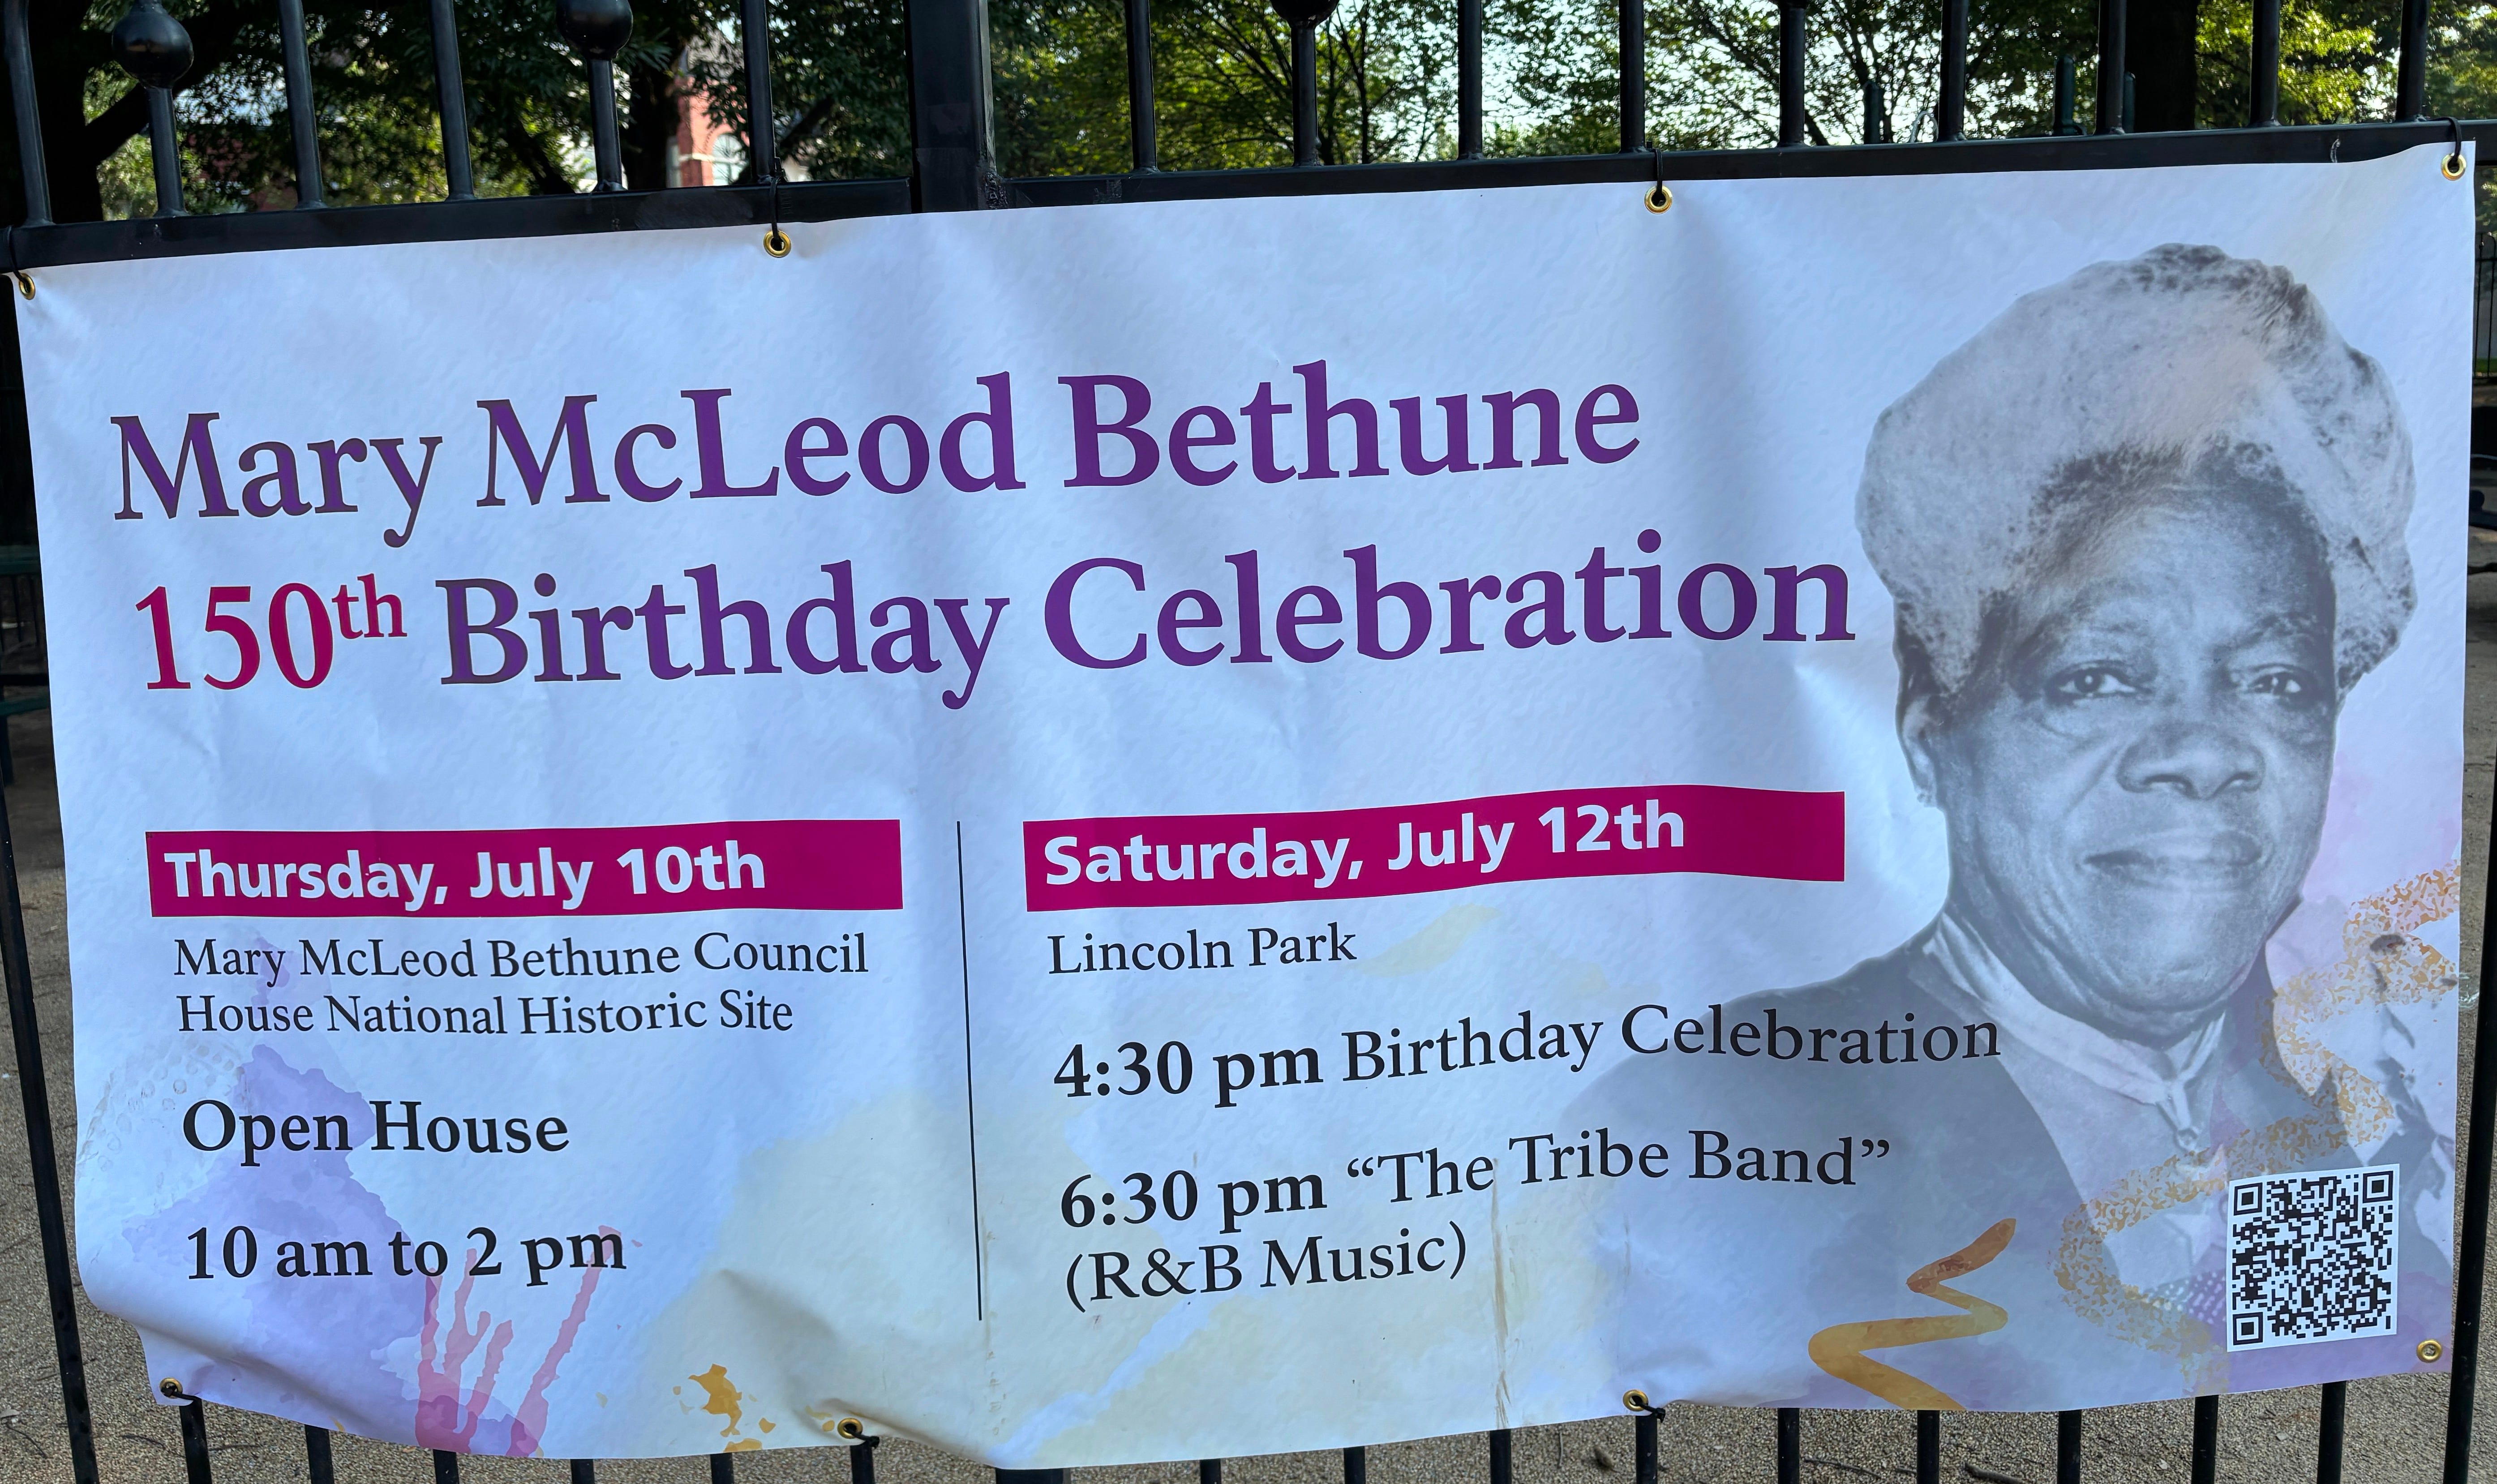 Mary McLeod Bethune
150th Birthday Celebration
Thursday, July 10th
Mary McLeod Bethune Council
House National Historic Site
Open House
10 am to 2 pm
Saturday, July 12th
Lincoln Park
4:30 pm Birthday Celebration
6:30 pm “The Tribe Band”
(R&B Music)